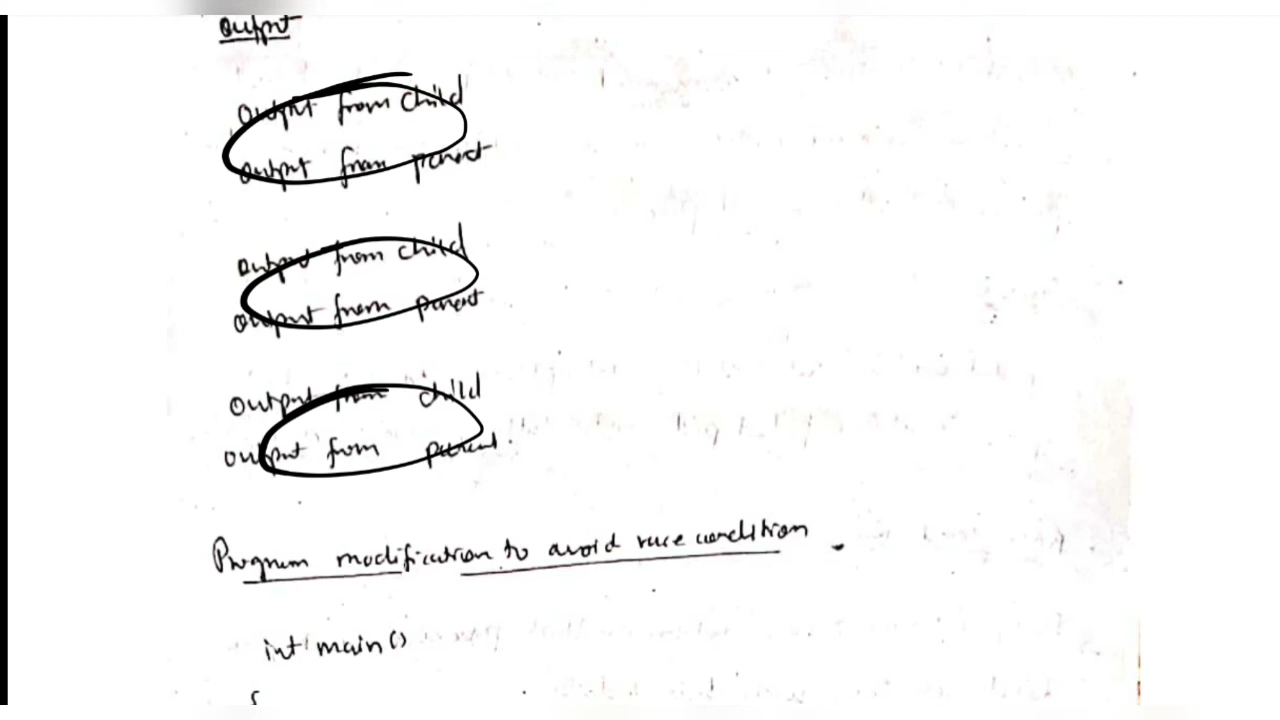 Output
Output from child
Output from parent
Output from child
Output from parent
Output from child
Output from parent.
Program modification to avoid race condition.
int main()
{